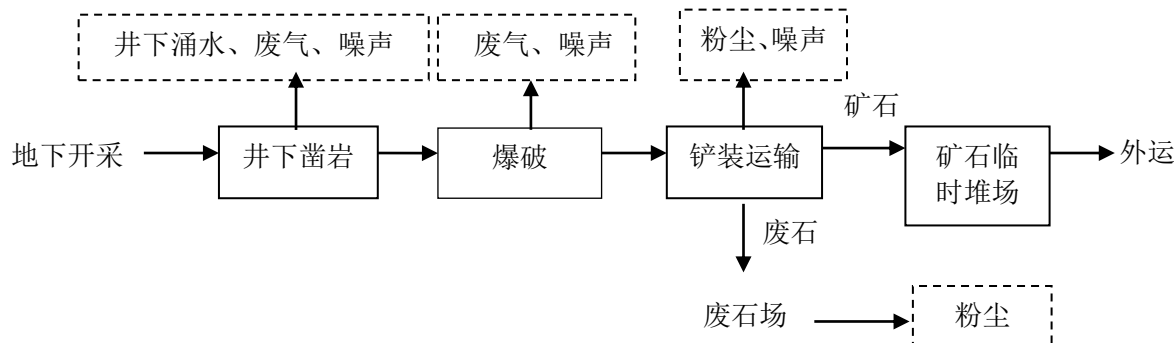 井下涌水、废气、噪声
废气、噪声
粉尘、噪声
矿石
地下开采
井下凿岩
爆破
铲装运输
矿石临
时堆场
外运
废石
废石场
粉尘